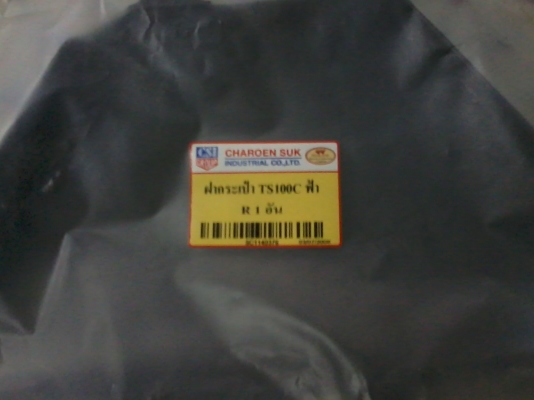 CSI
CHAROEN SUK
INDUSTRIAL CO.,LTD.
ฝากระเป๋า TS100C ฟ้า
R 1 อัน